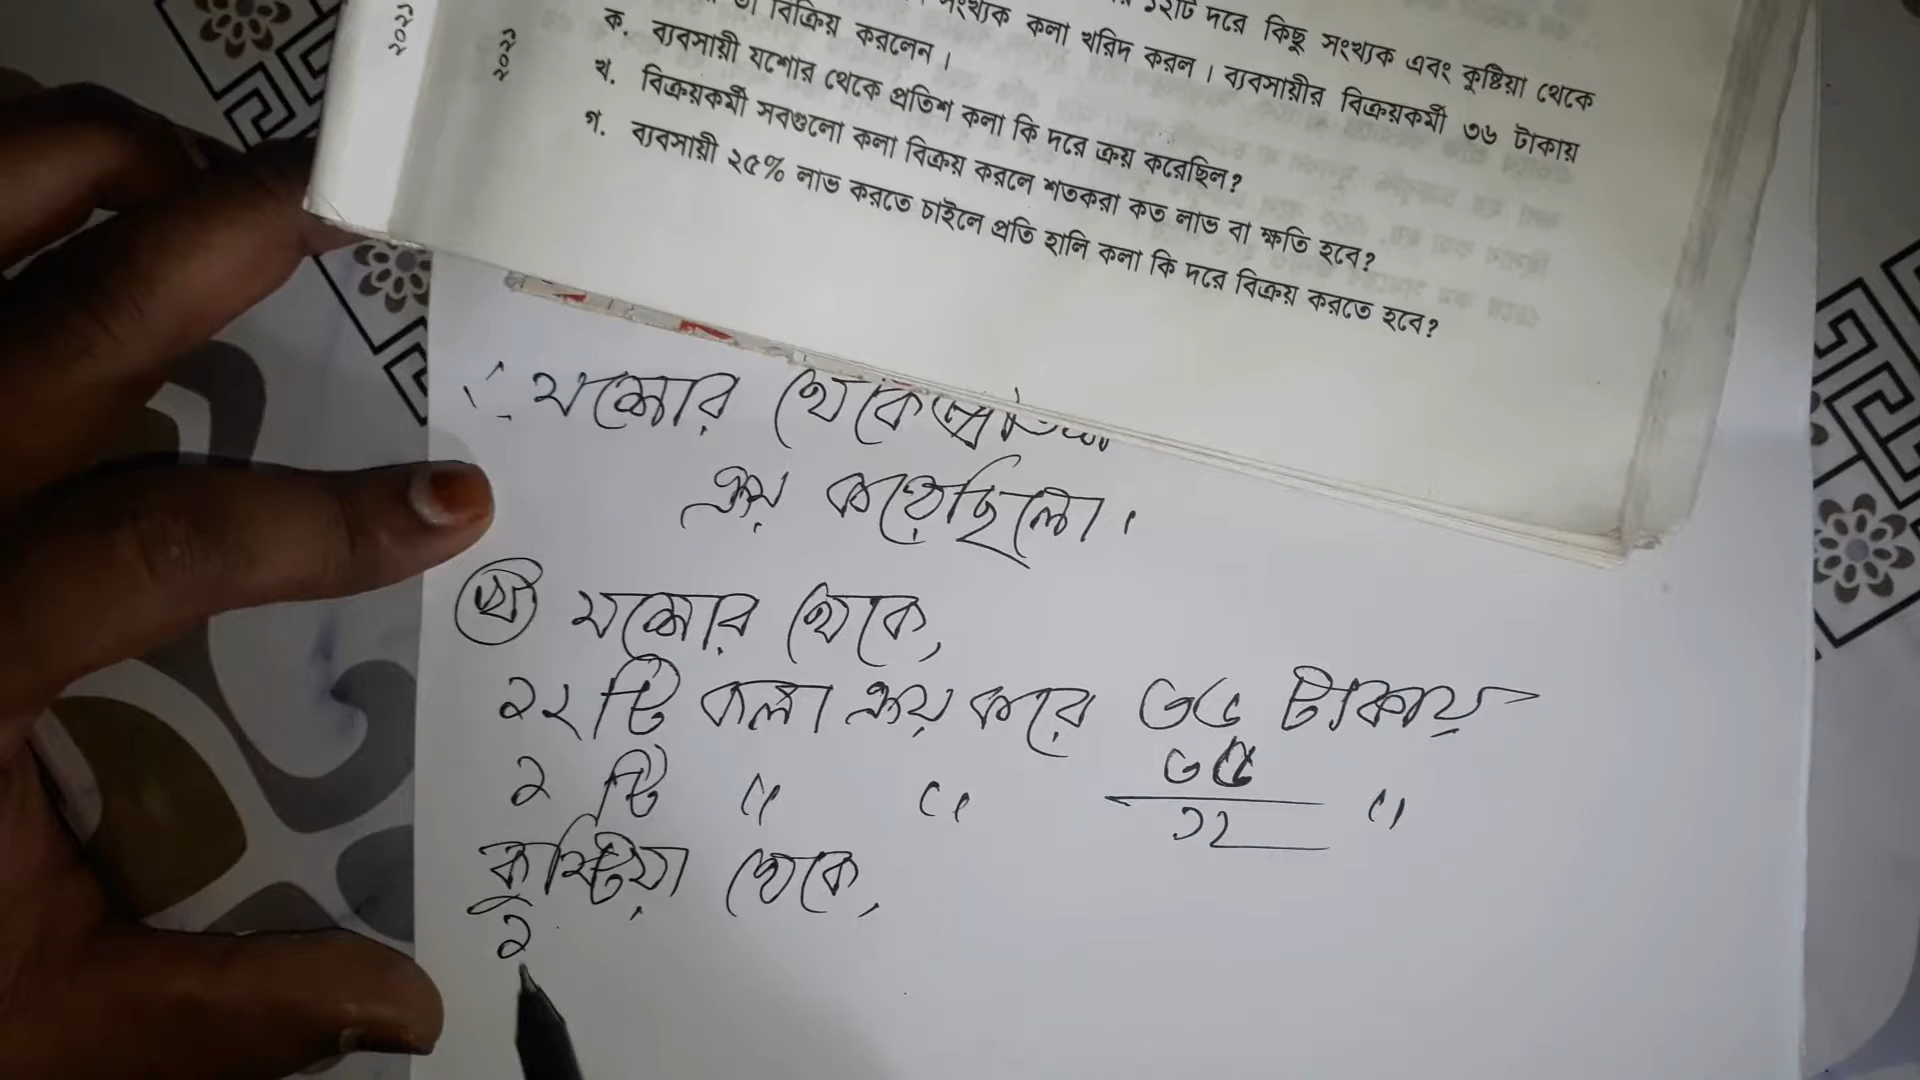 ২০২১
২০২১
১২টি দরে কিছু সংখ্যক এবং কুষ্টিয়া থেকে
সংখ্যক কলা খরিদ করল। ব্যবসায়ীর বিক্রয়কর্মী ৩৬ টাকায়
তা বিক্রয় করলেন।
ক. ব্যবসায়ী যশোর থেকে প্রতিশ কলা কি দরে ক্রয় করেছিল?
খ. বিক্রয়কর্মী সবগুলো কলা বিক্রয় করলে শতকরা কত লাভ বা ক্ষতি হবে?
গ. ব্যবসায়ী ২৫% লাভ করতে চাইলে প্রতি হালি কলা কি দরে বিক্রয় করতে হবে?
∴ যশোর থেকে
ক্রয় করেছিলো।
খ যশোর থেকে,
১২টি কলা ক্রয় করে ৩৫ টাকায়
১ টি " " ৩৫/১২ "
কুষ্টিয়া থেকে,
১